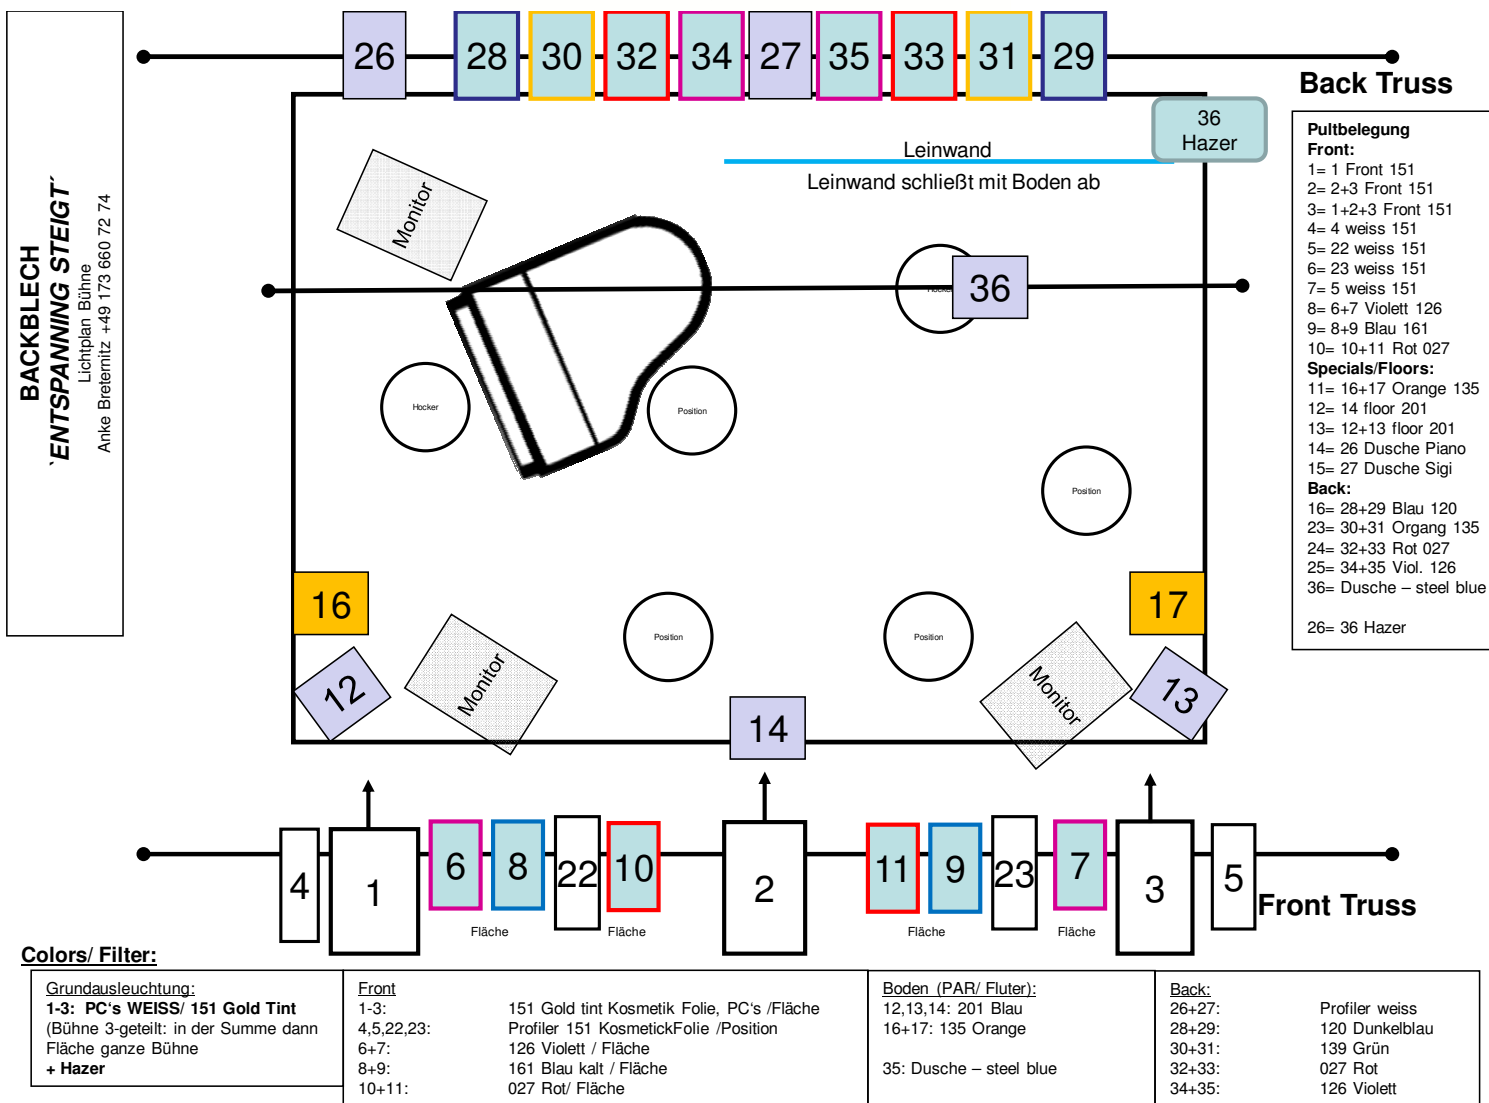 BACKBLECH
`ENTSPANNING STEIGT´
Lichtplan Bühne
Anke Breternitz +49 173 660 72 74
26
28
30
32
34
27
35
33
31
29
Back Truss
36
Hazer
Leinwand
Leinwand schließt mit Boden ab
Monitor
36
Hocker
Position
Position
16
17
Position
Position
12
Monitor
14
Monitor
13
Pultbelegung
Front:
1= 1 Front 151
2= 2+3 Front 151
3= 1+2+3 Front 151
4= 4 weiss 151
5= 22 weiss 151
6= 23 weiss 151
7= 5 weiss 151
8= 6+7 Violett 126
9= 8+9 Blau 161
10= 10+11 Rot 027
Specials/Floors:
11= 16+17 Orange 135
12= 14 floor 201
13= 12+13 floor 201
14= 26 Dusche Piano
15= 27 Dusche Sigi
Back:
16= 28+29 Blau 120
23= 30+31 Organg 135
24= 32+33 Rot 027
25= 34+35 Viol. 126
36= Dusche – steel blue
26= 36 Hazer
4
1
6
8
22
10
2
11
9
23
7
3
5
Front Truss
Fläche
Fläche
Fläche
Fläche
Colors/ Filter:
Grundausleuchtung:
1-3: PC's WEISS/ 151 Gold Tint
(Bühne 3-geteilt: in der Summe dann
Fläche ganze Bühne
+ Hazer
Front
1-3: 151 Gold tint Kosmetik Folie, PC's /Fläche
4,5,22,23: Profiler 151 KosmetickFolie /Position
6+7: 126 Violett / Fläche
8+9: 161 Blau kalt / Fläche
10+11: 027 Rot/ Fläche
Boden (PAR/ Fluter):
12,13,14: 201 Blau
16+17: 135 Orange
35: Dusche – steel blue
Back:
26+27: Profiler weiss
28+29: 120 Dunkelblau
30+31: 139 Grün
32+33: 027 Rot
34+35: 126 Violett